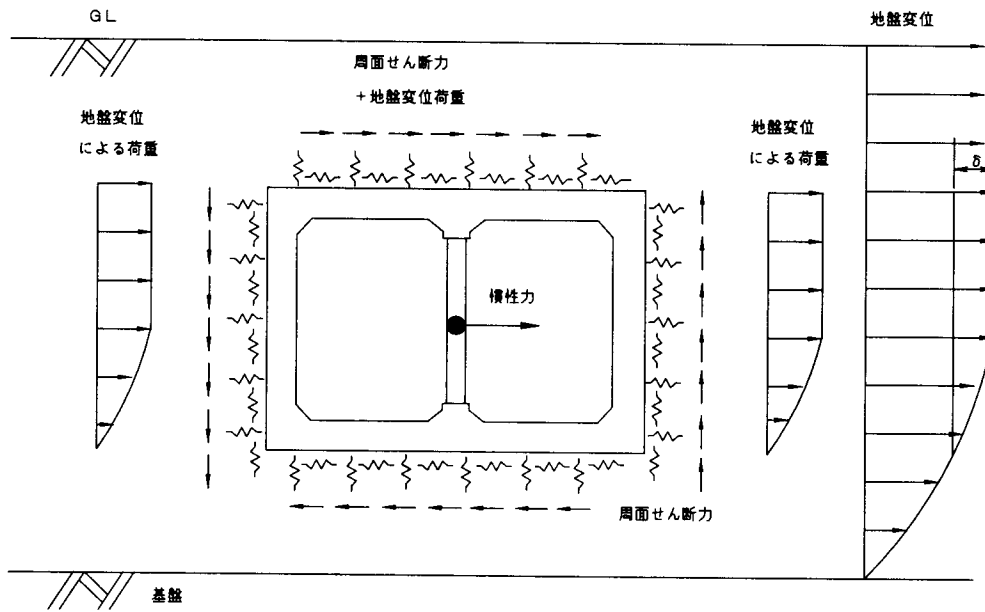 GL
地盤変位
周面せん断力
+地盤変位荷重
地盤変位
による荷重
地盤変位
による荷重
δ
慣性力
周面せん断力
基盤